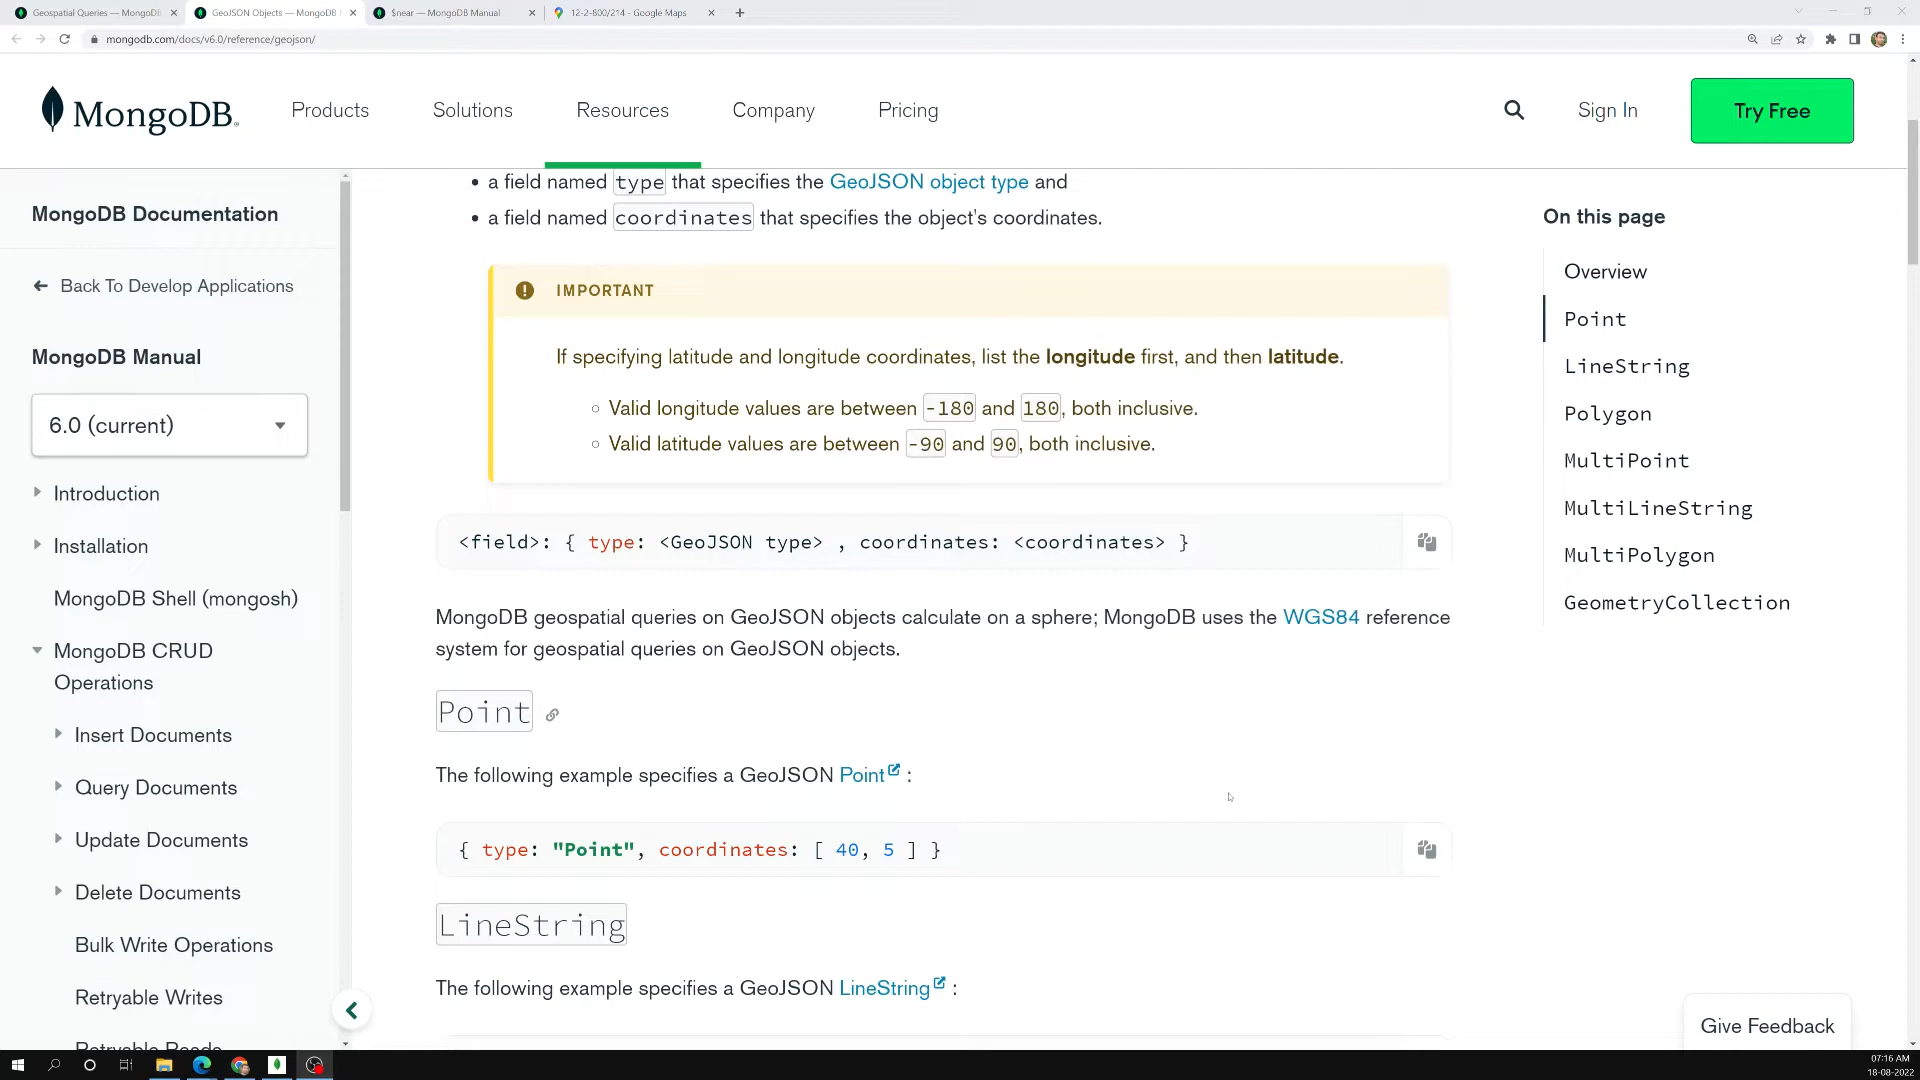 Geospatial Queries — MongoDB
GeoJSON Objects — MongoDB
$near — MongoDB Manual
12-2-800/214 - Google Maps
mongodb.com/docs/v6.0/reference/geojson/
MongoDB.
Products
Solutions
Resources
Company
Pricing
Sign In
Try Free
MongoDB Documentation
Back To Develop Applications
MongoDB Manual
6.0 (current)
Introduction
Installation
MongoDB Shell (mongosh)
MongoDB CRUD
Operations
Insert Documents
Query Documents
Update Documents
Delete Documents
Bulk Write Operations
Retryable Writes
Retryable Reads
• a field named type that specifies the GeoJSON object type and
• a field named coordinates that specifies the object's coordinates.
IMPORTANT
If specifying latitude and longitude coordinates, list the longitude first, and then latitude.
Valid longitude values are between -180 and 180, both inclusive.
Valid latitude values are between -90 and 90, both inclusive.
<field>: { type: <GeoJSON type> , coordinates: <coordinates> }
MongoDB geospatial queries on GeoJSON objects calculate on a sphere; MongoDB uses the WGS84 reference
system for geospatial queries on GeoJSON objects.
Point
The following example specifies a GeoJSON Point :
{ type: "Point", coordinates: [ 40, 5 ] }
LineString
The following example specifies a GeoJSON LineString :
On this page
Overview
Point
LineString
Polygon
MultiPoint
MultiLineString
MultiPolygon
GeometryCollection
Give Feedback
07:16 AM
18-08-2022